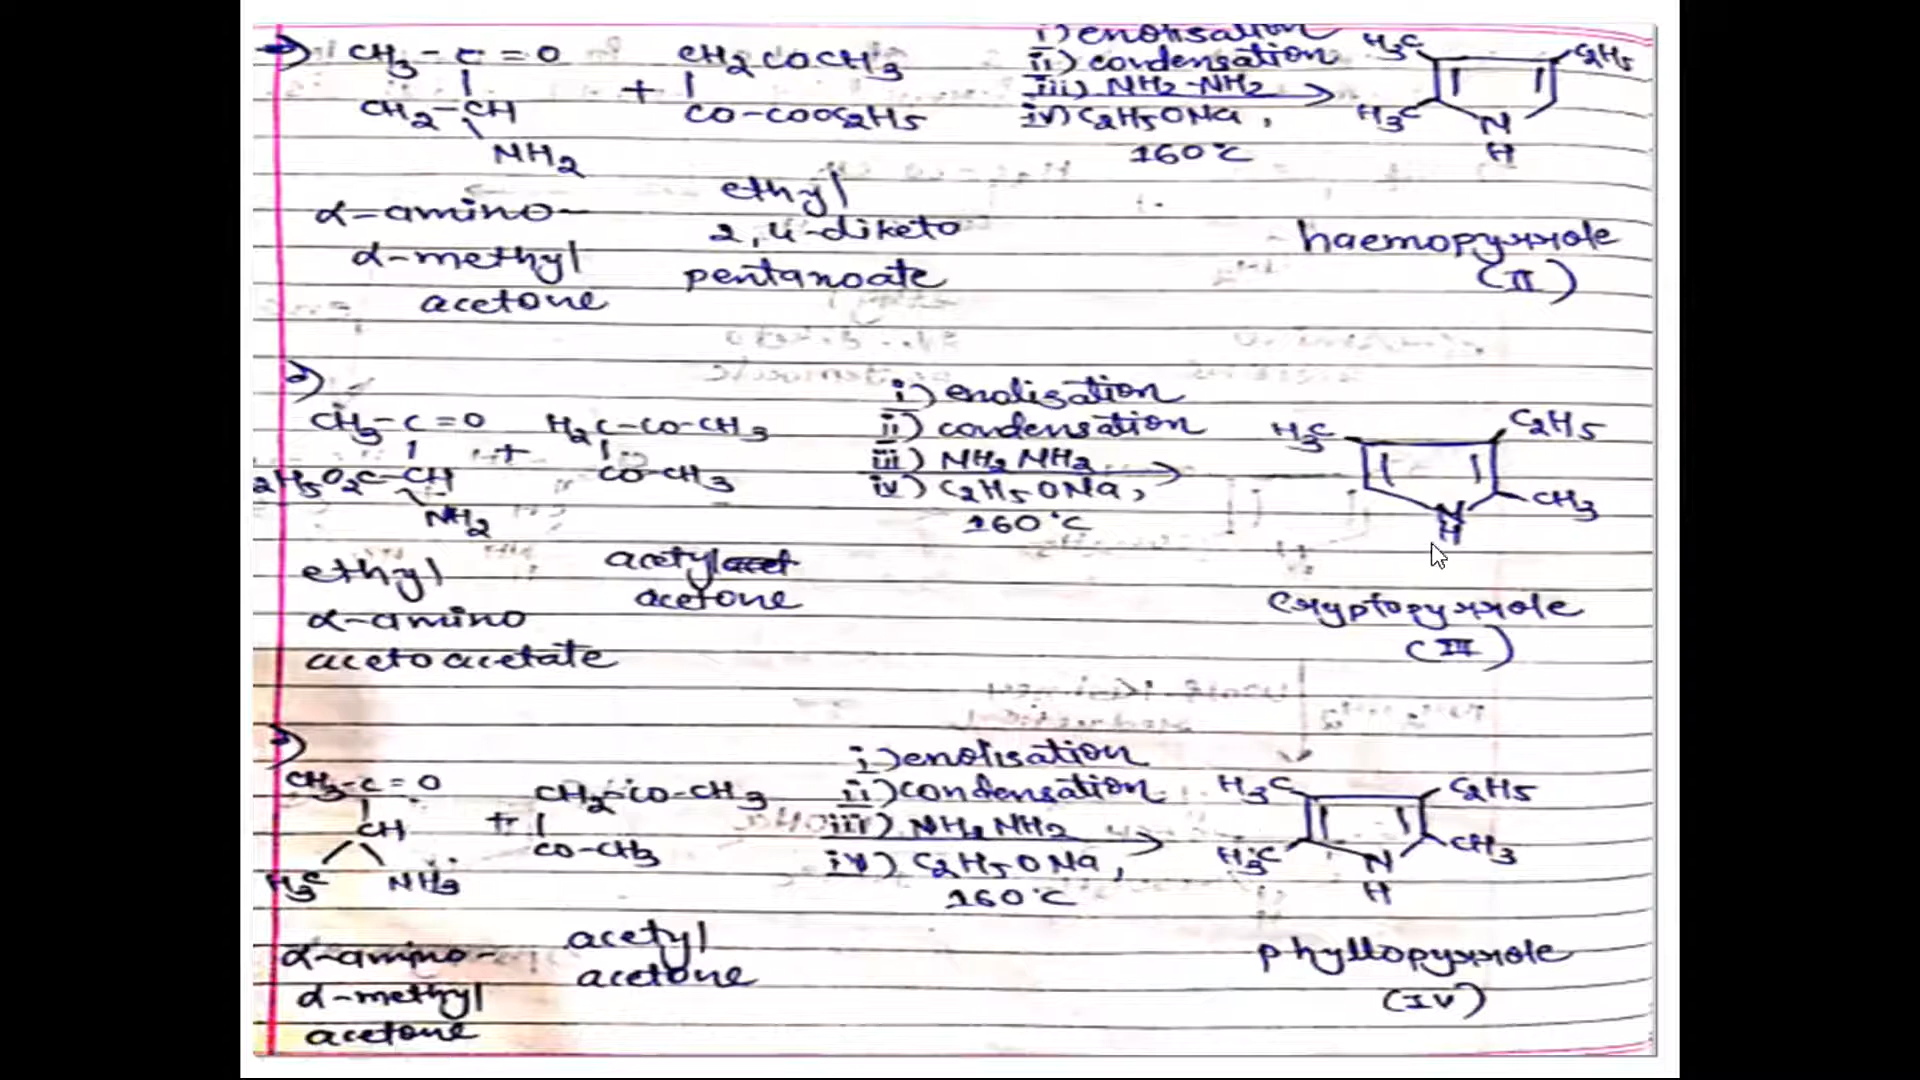 CH3 - C = O
CH2 - CH
NH2
+
CH2COCH3
CO-COOC2H5
i) enolisation
ii) condensation
iii) NH2-NH2
iv) C2H5ONa,
160°C
H3C
C2H5
H3C
N
H
α-amino-
α-methyl
acetone
ethyl
2,4-diketo
pentanoate
haemopyrrole
(II)
CH3-C=O
2H5O2C-CH
NH2
+
H2C-CO-CH3
CO-CH3
i) enolisation
ii) condensation
iii) NH2NH2
iv) C2H5ONa,
160°C
H3C
C2H5
CH3
N
H
ethyl
α-amino
acetoacetate
acetyl
acetone
cryptopyrrole
(III)
CH3-C=O
CH
H3C NH3
+
CH2-CO-CH3
CO-CH3
i) enolisation
ii) condensation
iii) NH2NH2
iv) C2H5ONa,
160°C
H3C
C2H5
H3C
CH3
N
H
α-amino-
α-methyl
acetone
acetyl
acetone
phyllopyrrole
(IV)